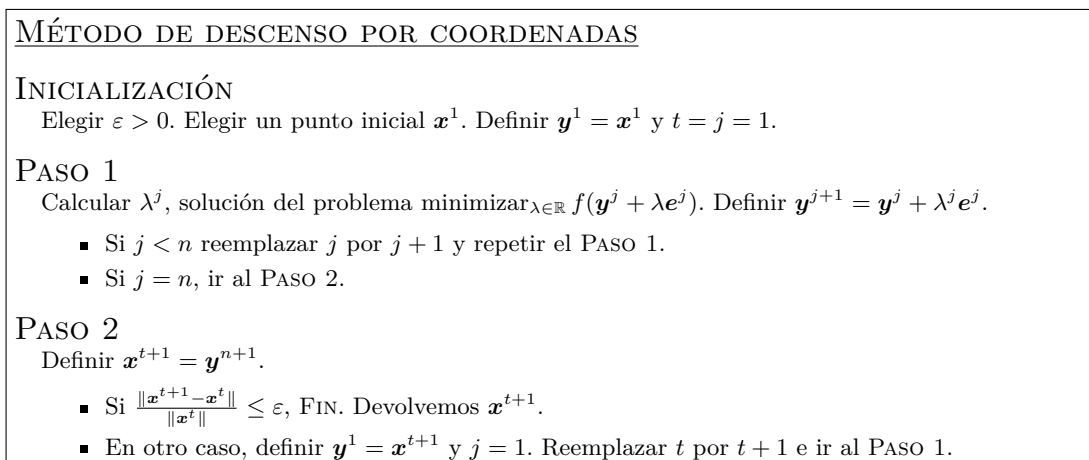 MÉTODO DE DESCENSO POR COORDENADAS
INICIALIZACIÓN
Elegir ε > 0. Elegir un punto inicial x¹. Definir y¹ = x¹ y t = j = 1.
PASO 1
Calcular λʲ, solución del problema minimizar_{λ∈ℝ} f(yʲ + λeʲ). Definir yʲ⁺¹ = yʲ + λʲeʲ.
▪ Si j < n reemplazar j por j + 1 y repetir el PASO 1.
▪ Si j = n, ir al PASO 2.
PASO 2
Definir xᵗ⁺¹ = yⁿ⁺¹.
▪ Si ‖xᵗ⁺¹−xᵗ‖/‖xᵗ‖ ≤ ε, FIN. Devolvemos xᵗ⁺¹.
▪ En otro caso, definir y¹ = xᵗ⁺¹ y j = 1. Reemplazar t por t + 1 e ir al PASO 1.